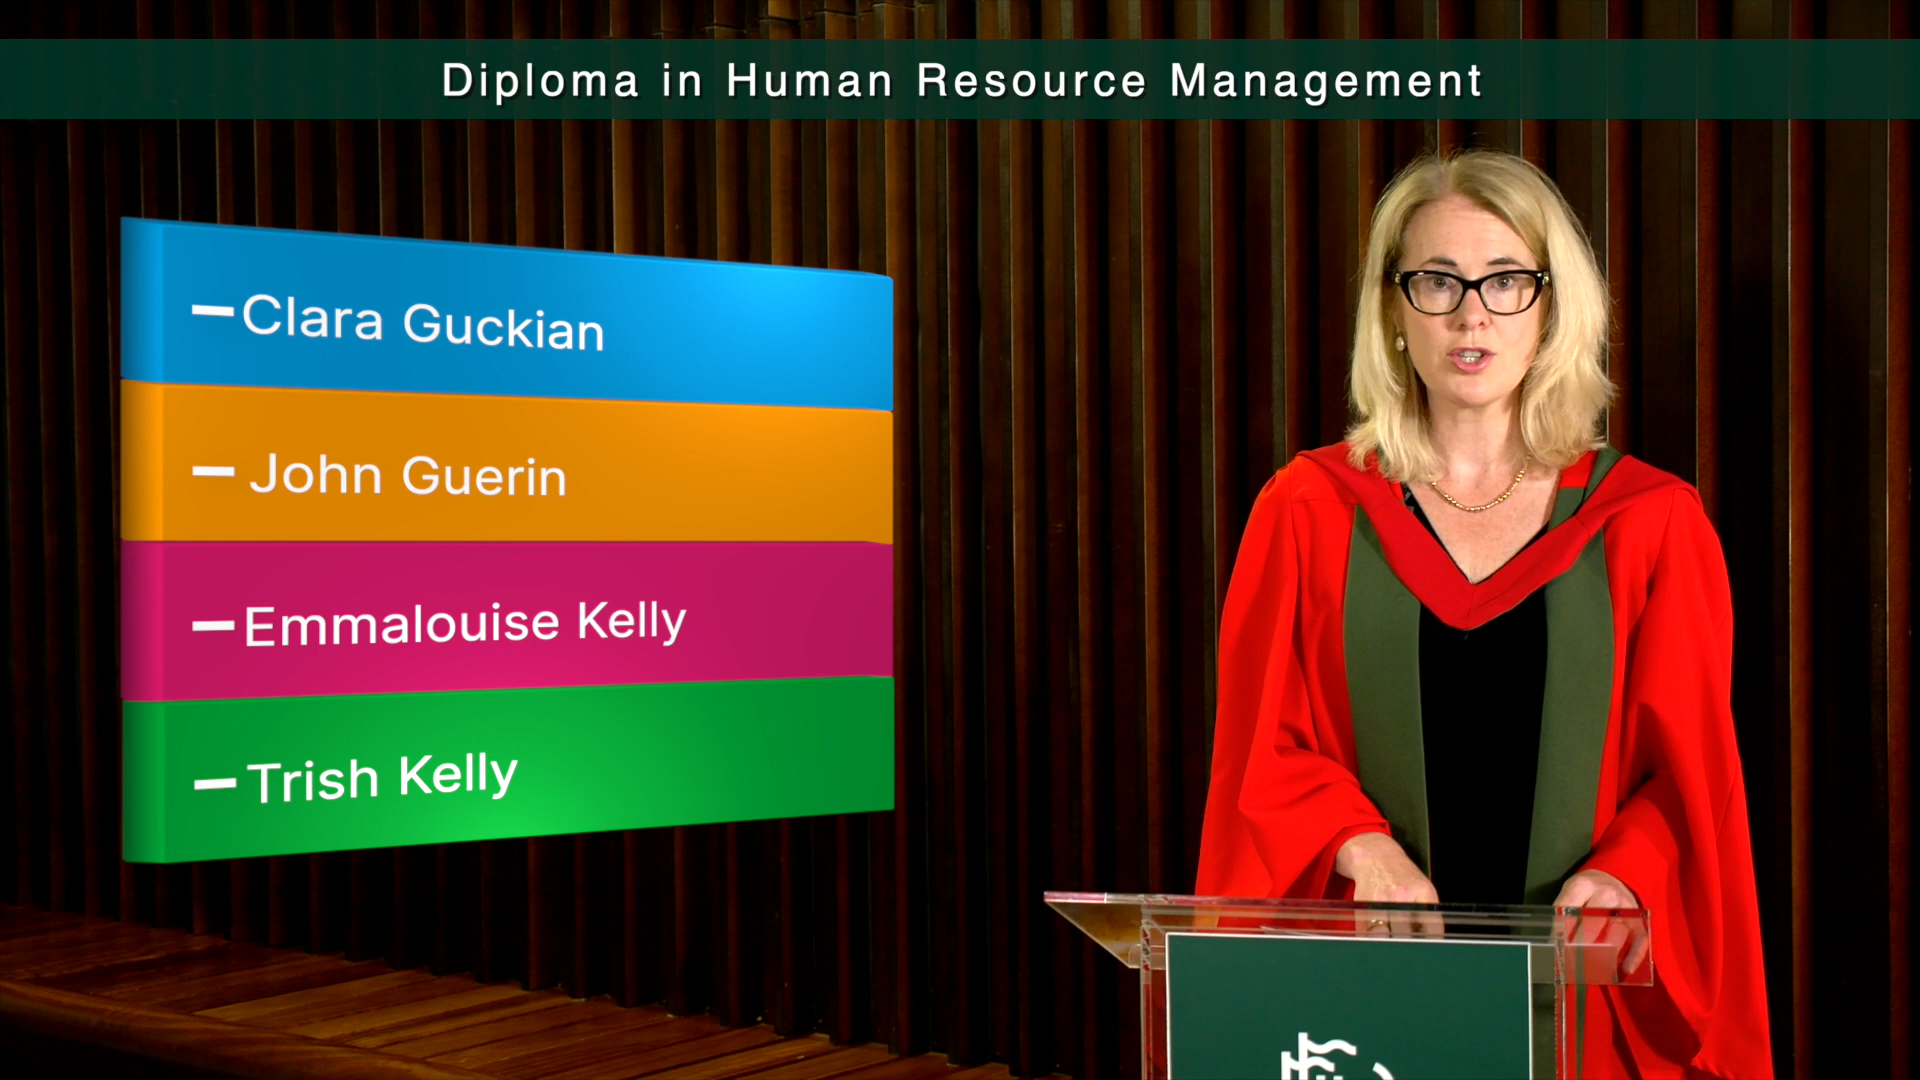 Diploma in Human Resource Management
Clara Guckian
John Guerin
Emmalouise Kelly
Trish Kelly